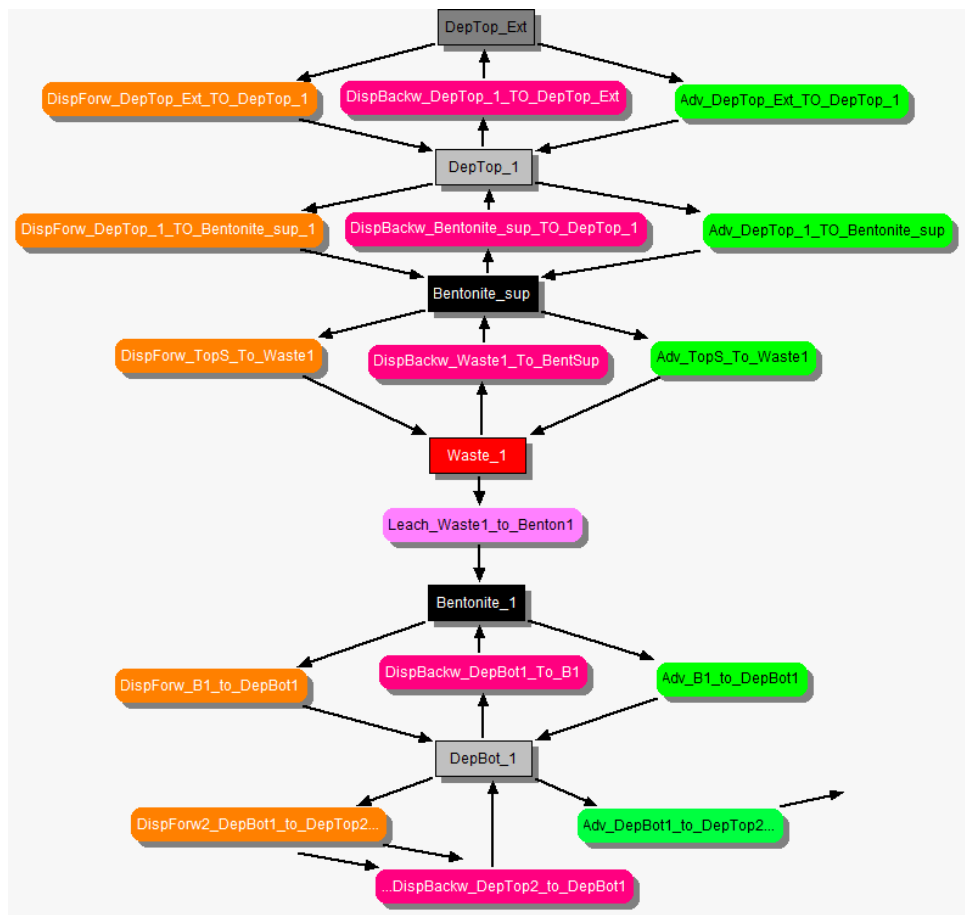 DepTop_Ext
DispForw_DepTop_Ext_TO_DepTop_1
DispBackw_DepTop_1_TO_DepTop_Ext
Adv_DepTop_Ext_TO_DepTop_1
DepTop_1
DispForw_DepTop_1_TO_Bentonite_sup_1
DispBackw_Bentonite_sup_TO_DepTop_1
Adv_DepTop_1_TO_Bentonite_sup
Bentonite_sup
DispForw_TopS_To_Waste1
DispBackw_Waste1_To_BentSup
Adv_TopS_To_Waste1
Waste_1
Leach_Waste1_to_Benton1
Bentonite_1
DispForw_B1_to_DepBot1
DispBackw_DepBot1_To_B1
Adv_B1_to_DepBot1
DepBot_1
DispForw2_DepBot1_to_DepTop2...
Adv_DepBot1_to_DepTop2...
...DispBackw_DepTop2_to_DepBot1